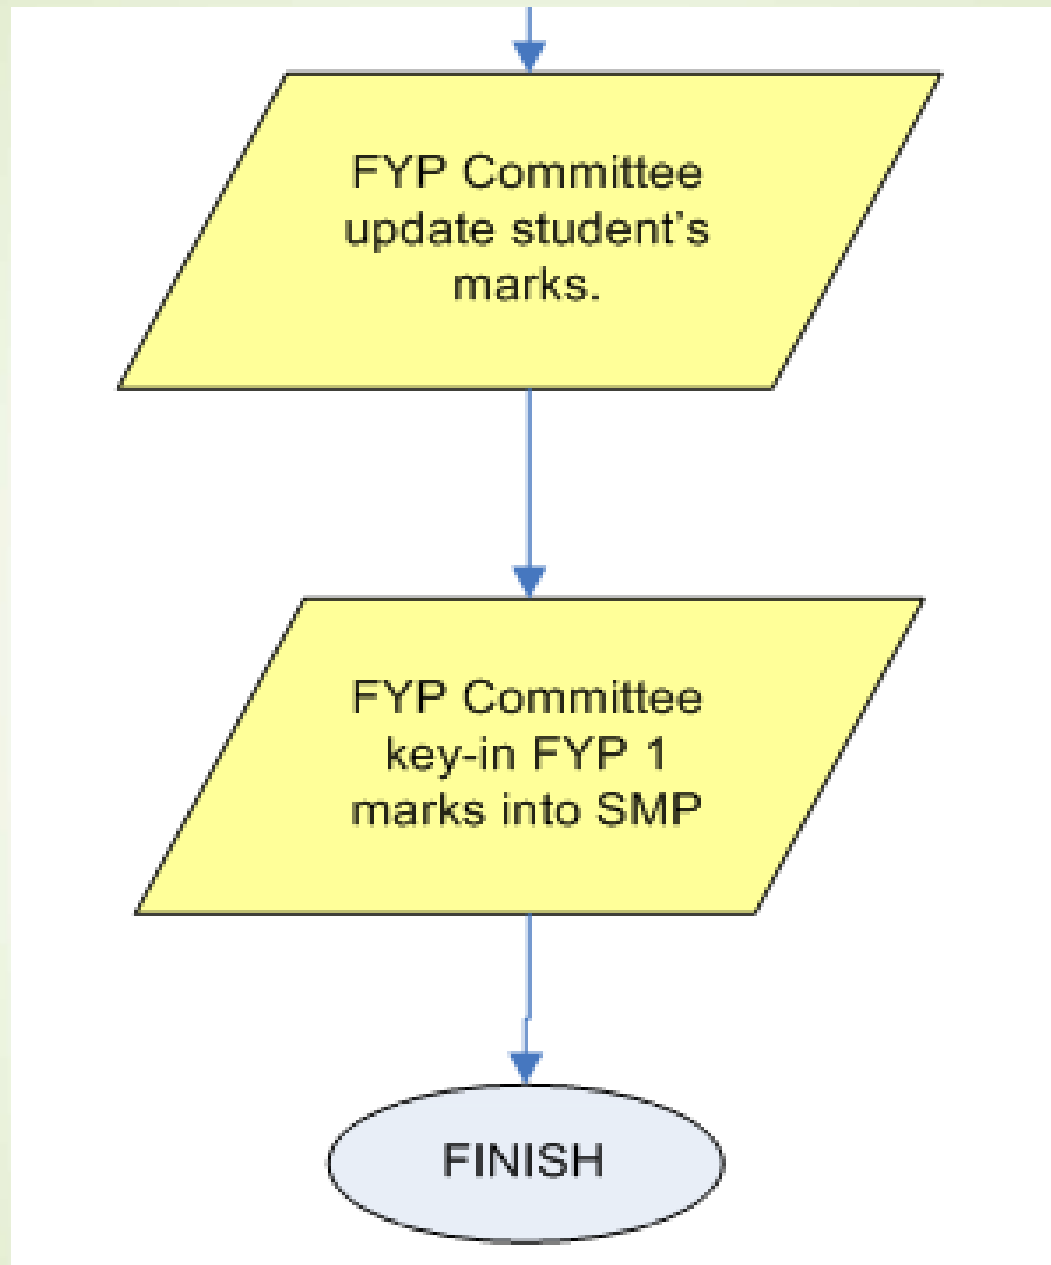 FYP Committee
update student’s
marks.
FYP Committee
key-in FYP 1
marks into SMP
FINISH